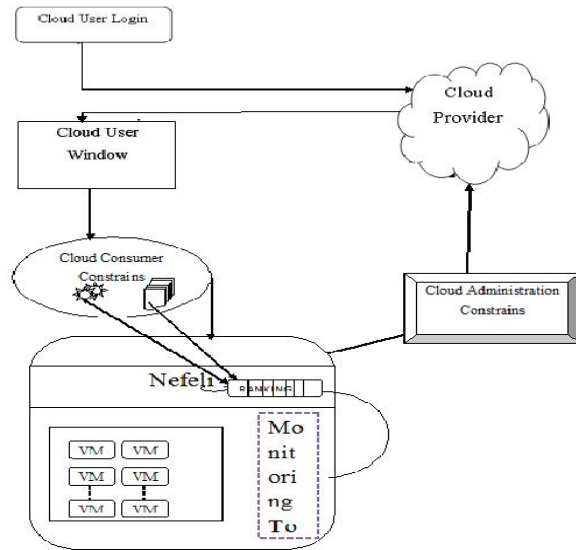 Cloud User Login
Cloud
Provider
Cloud User
Window
Cloud Consumer
Constrains
Cloud Administration
Constrains
Nefeli
RANKING
Mo
nit
ori
ng
To
VM VM
VM VM
VM VM